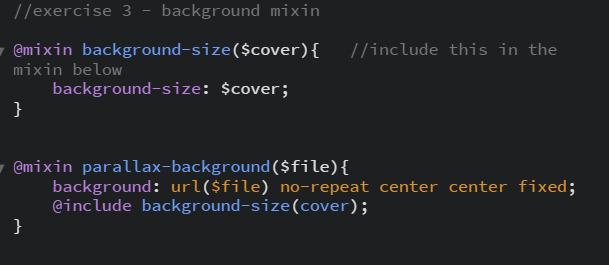 //exercise 3 - background mixin
@mixin background-size($cover){   //include this in the
mixin below
    background-size: $cover;
}
@mixin parallax-background($file){
    background: url($file) no-repeat center center fixed;
    @include background-size(cover);
}